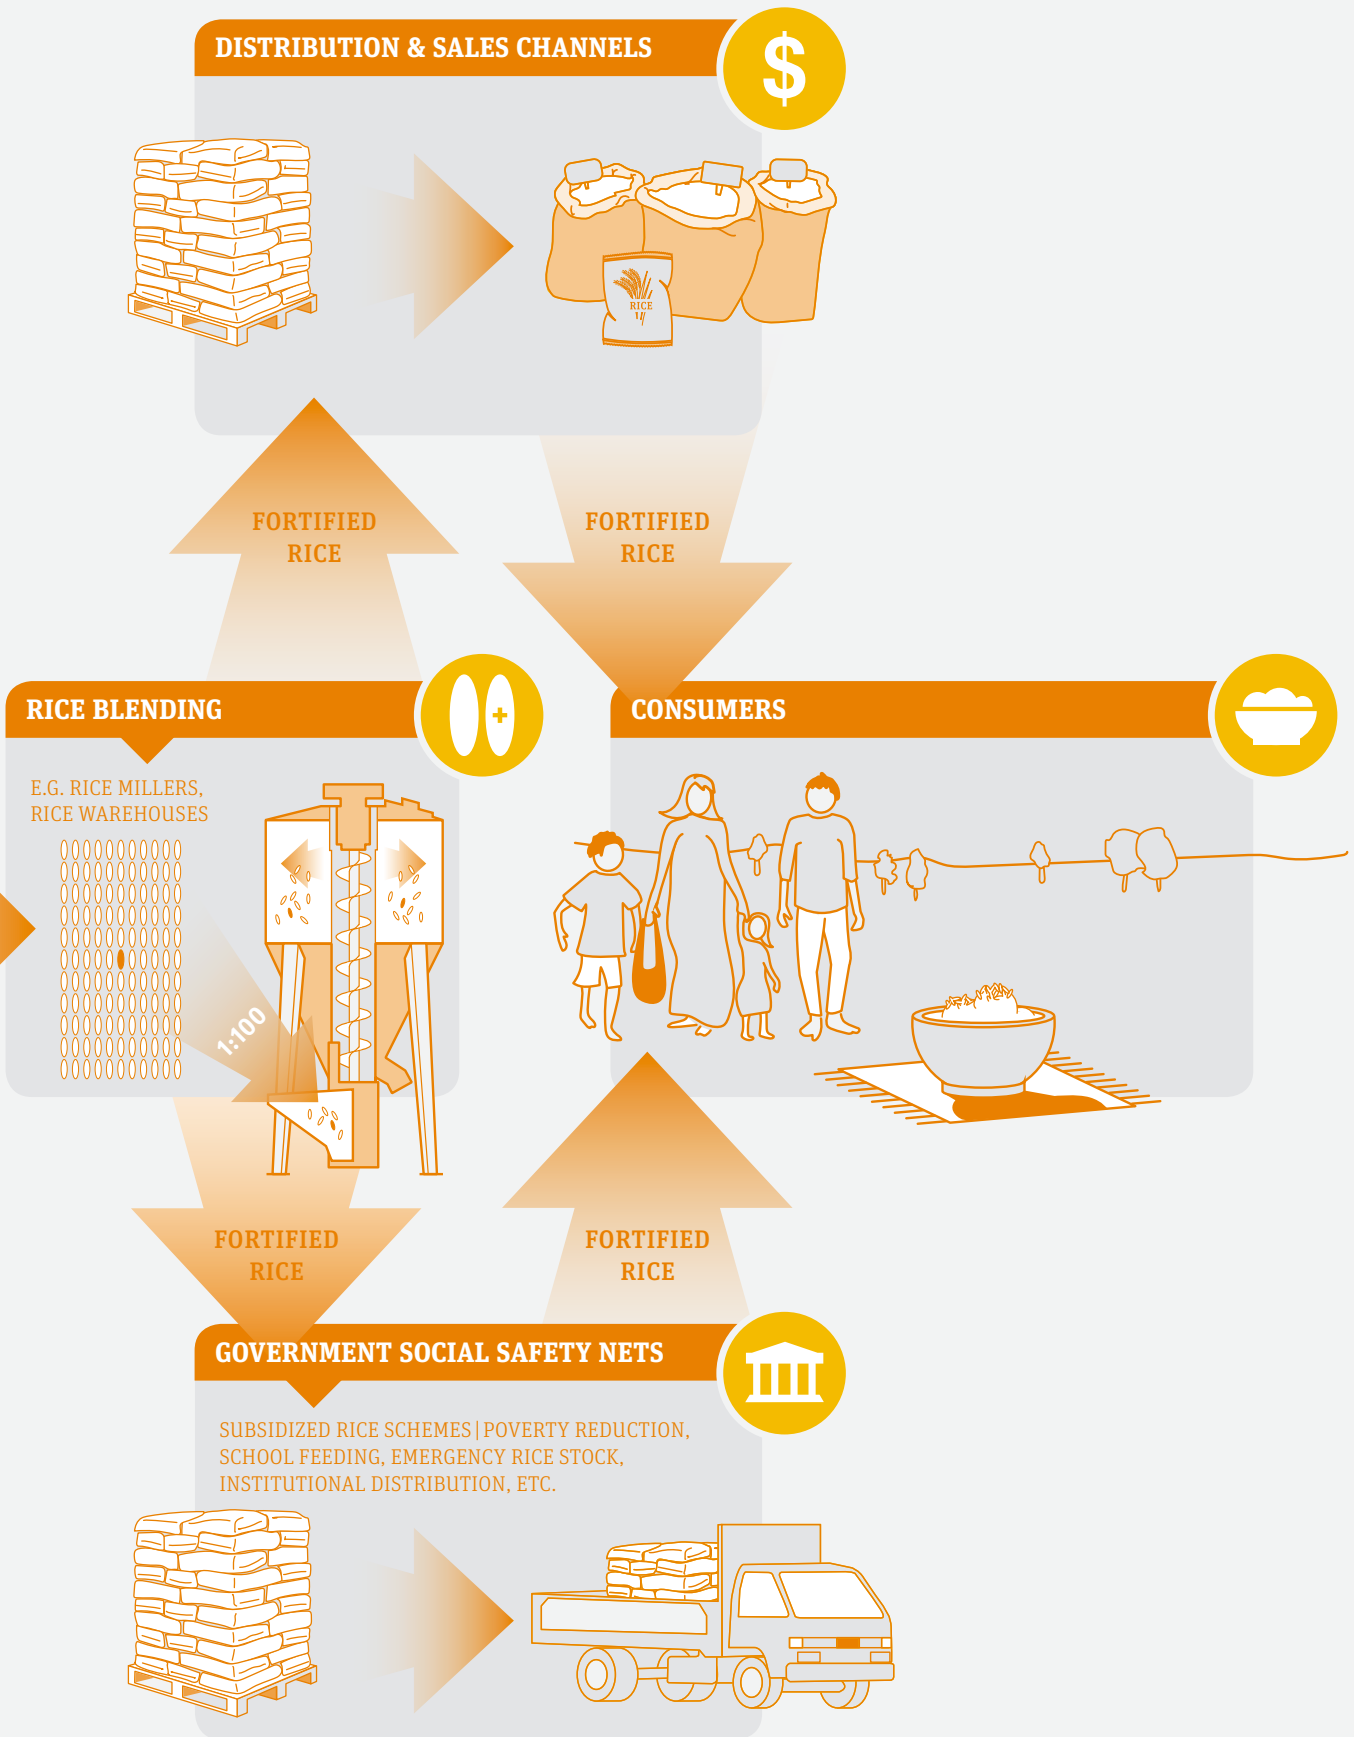 DISTRIBUTION & SALES CHANNELS
$
RICE
FORTIFIED
RICE
FORTIFIED
RICE
RICE BLENDING
+
CONSUMERS
E.G. RICE MILLERS,
RICE WAREHOUSES
1:100
FORTIFIED
RICE
FORTIFIED
RICE
GOVERNMENT SOCIAL SAFETY NETS
SUBSIDIZED RICE SCHEMES | POVERTY REDUCTION,
SCHOOL FEEDING, EMERGENCY RICE STOCK,
INSTITUTIONAL DISTRIBUTION, ETC.